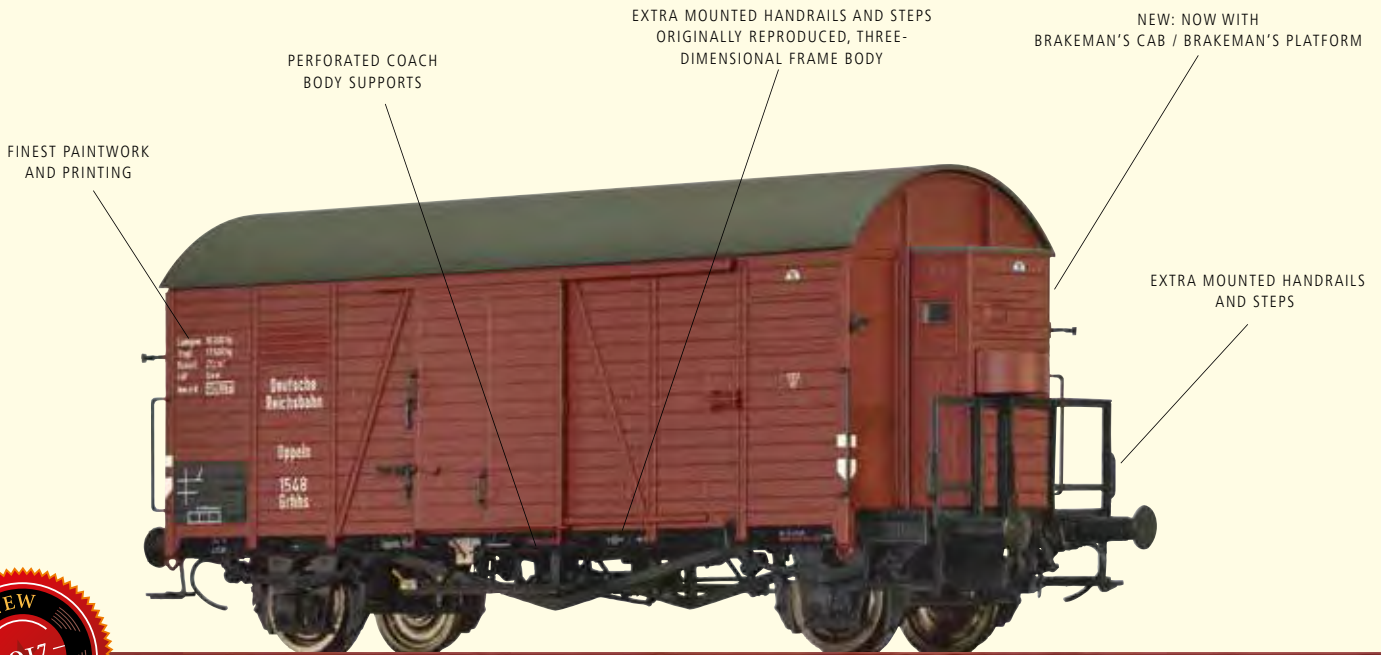 EXTRA MOUNTED HANDRAILS AND STEPS
ORIGINALLY REPRODUCED, THREE-
DIMENSIONAL FRAME BODY
NEW: NOW WITH
BRAKEMAN'S CAB / BRAKEMAN'S PLATFORM
PERFORATED COACH
BODY SUPPORTS
FINEST PAINTWORK
AND PRINTING
EXTRA MOUNTED HANDRAILS
AND STEPS
Deutsche
Reichsbahn
Oppeln
1548
Grhhs